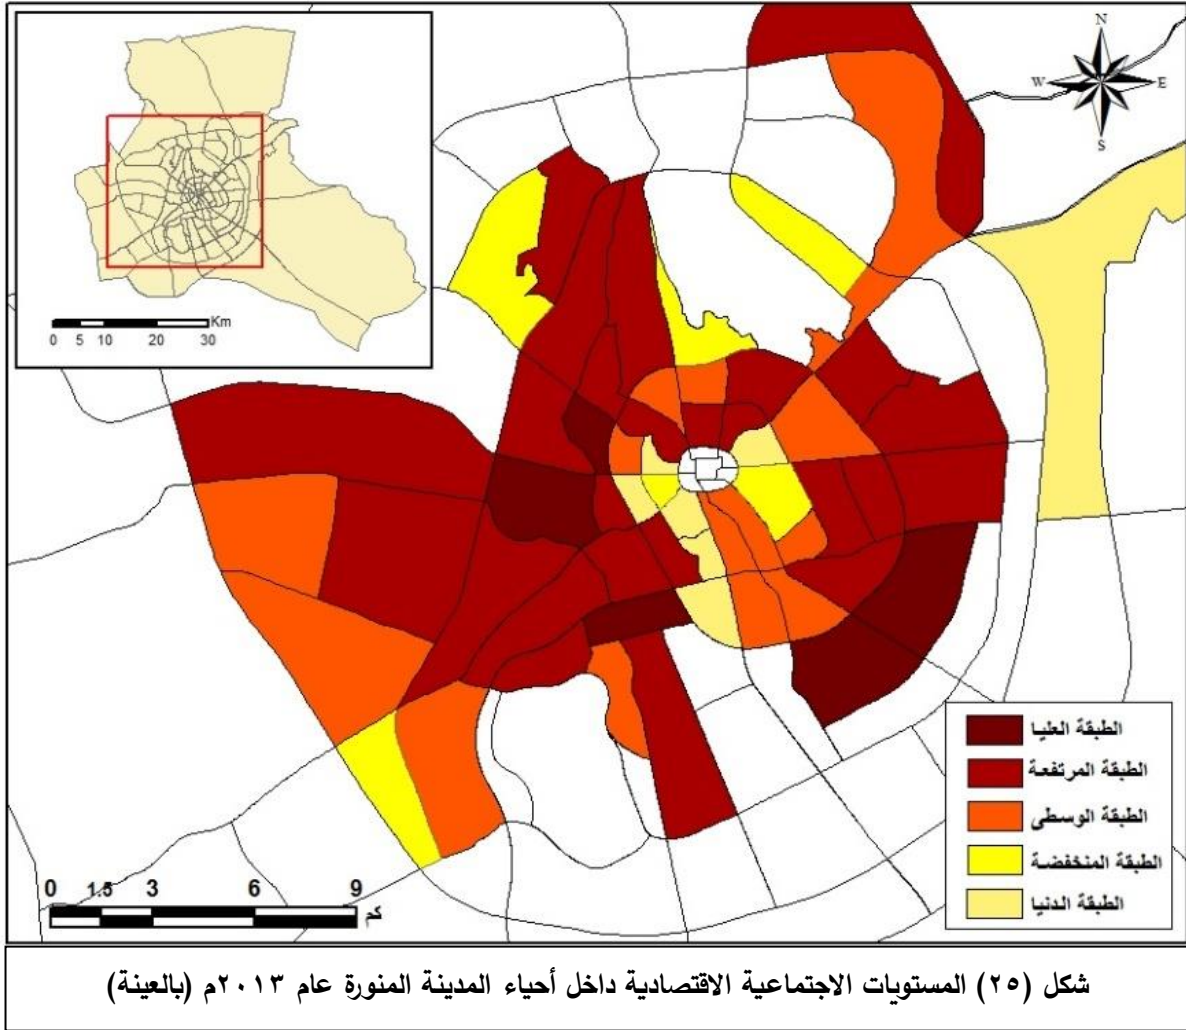 N
W
E
S
Km
0 5 10 20 30
الطبقة العليا
الطبقة المرتفعة
الطبقة الوسطى
الطبقة المنخفضة
الطبقة الدنيا
0 1.5 3 6 9
كم
شكل (٢٥) المستويات الاجتماعية الاقتصادية داخل أحياء المدينة المنورة عام ٢٠١٣م (بالعينة)